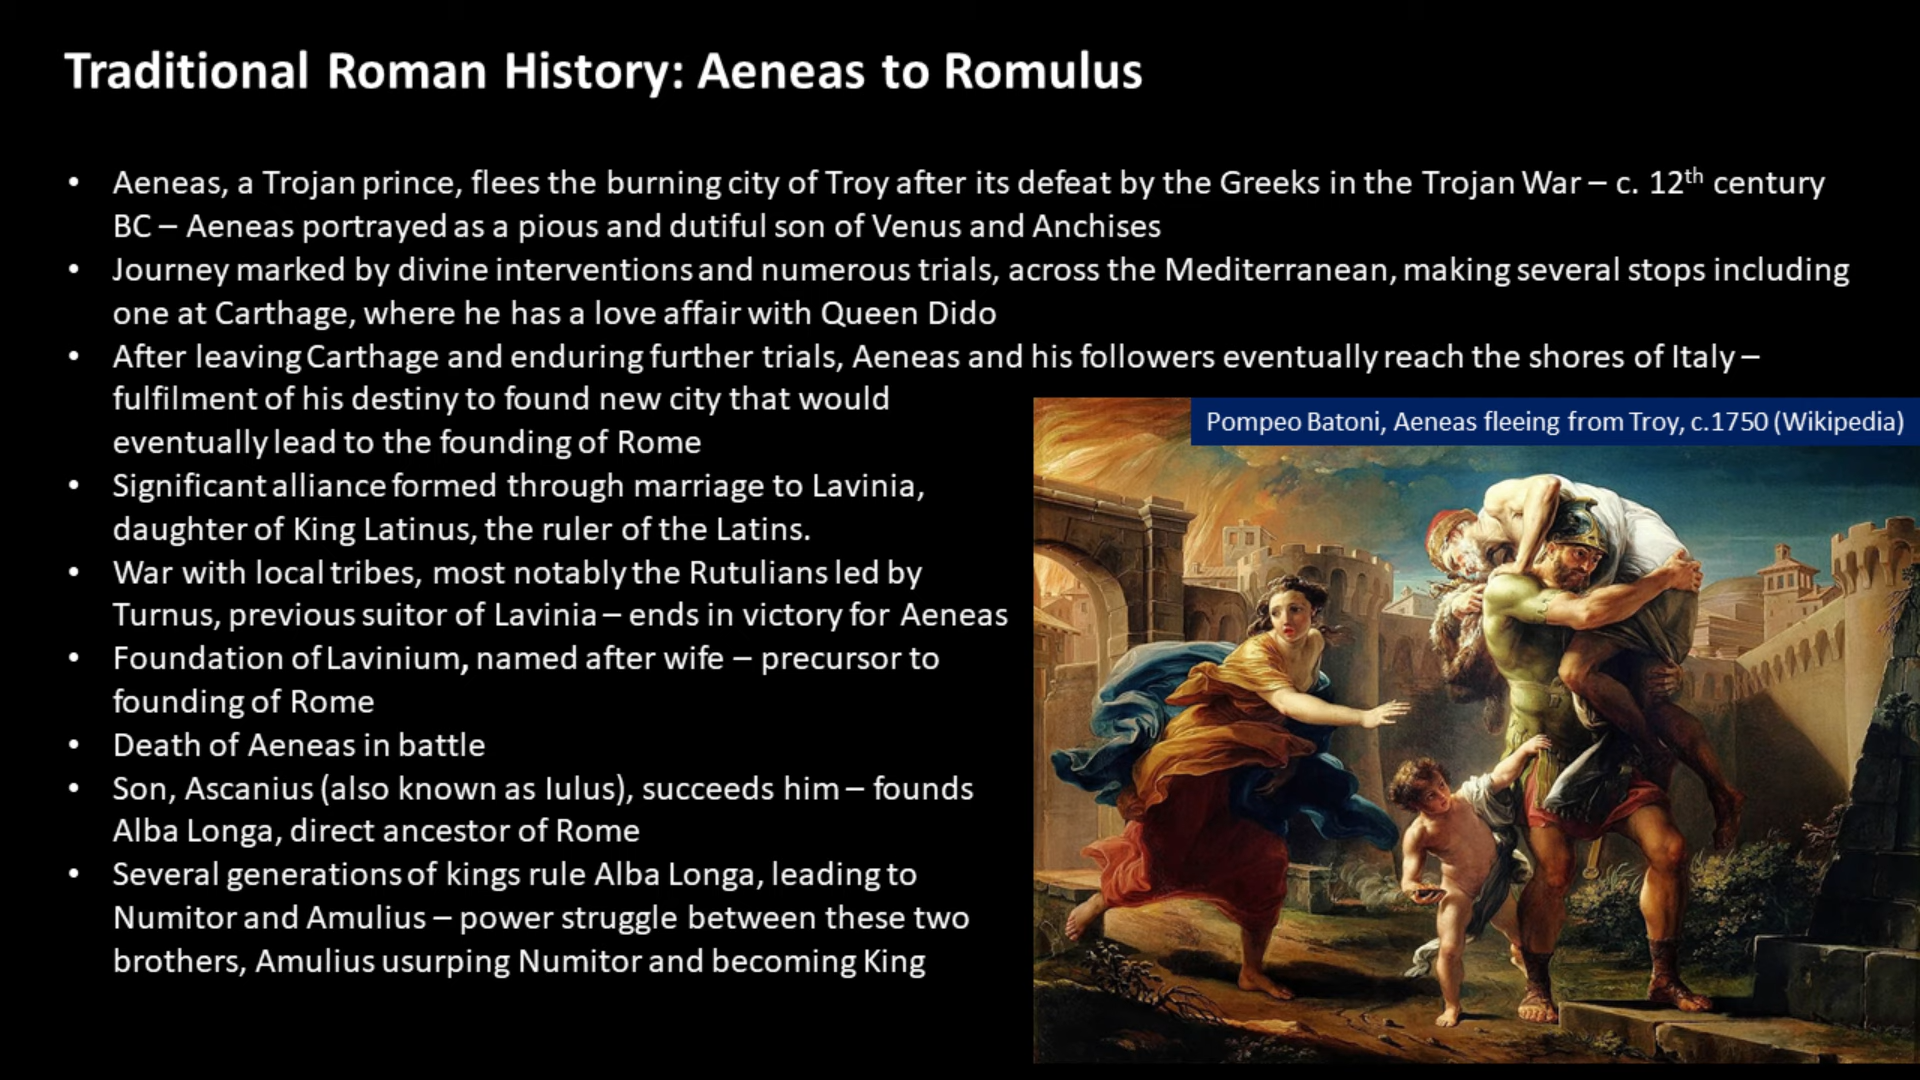 Traditional Roman History: Aeneas to Romulus
• Aeneas, a Trojan prince, flees the burning city of Troy after its defeat by the Greeks in the Trojan War – c. 12th century
BC – Aeneas portrayed as a pious and dutiful son of Venus and Anchises
• Journey marked by divine interventions and numerous trials, across the Mediterranean, making several stops including
one at Carthage, where he has a love affair with Queen Dido
• After leaving Carthage and enduring further trials, Aeneas and his followers eventually reach the shores of Italy –
fulfilment of his destiny to found new city that would
eventually lead to the founding of Rome
• Significant alliance formed through marriage to Lavinia,
daughter of King Latinus, the ruler of the Latins.
• War with local tribes, most notably the Rutulians led by
Turnus, previous suitor of Lavinia – ends in victory for Aeneas
• Foundation of Lavinium, named after wife – precursor to
founding of Rome
• Death of Aeneas in battle
• Son, Ascanius (also known as Iulus), succeeds him – founds
Alba Longa, direct ancestor of Rome
• Several generations of kings rule Alba Longa, leading to
Numitor and Amulius – power struggle between these two
brothers, Amulius usurping Numitor and becoming King
Pompeo Batoni, Aeneas fleeing from Troy, c.1750 (Wikipedia)